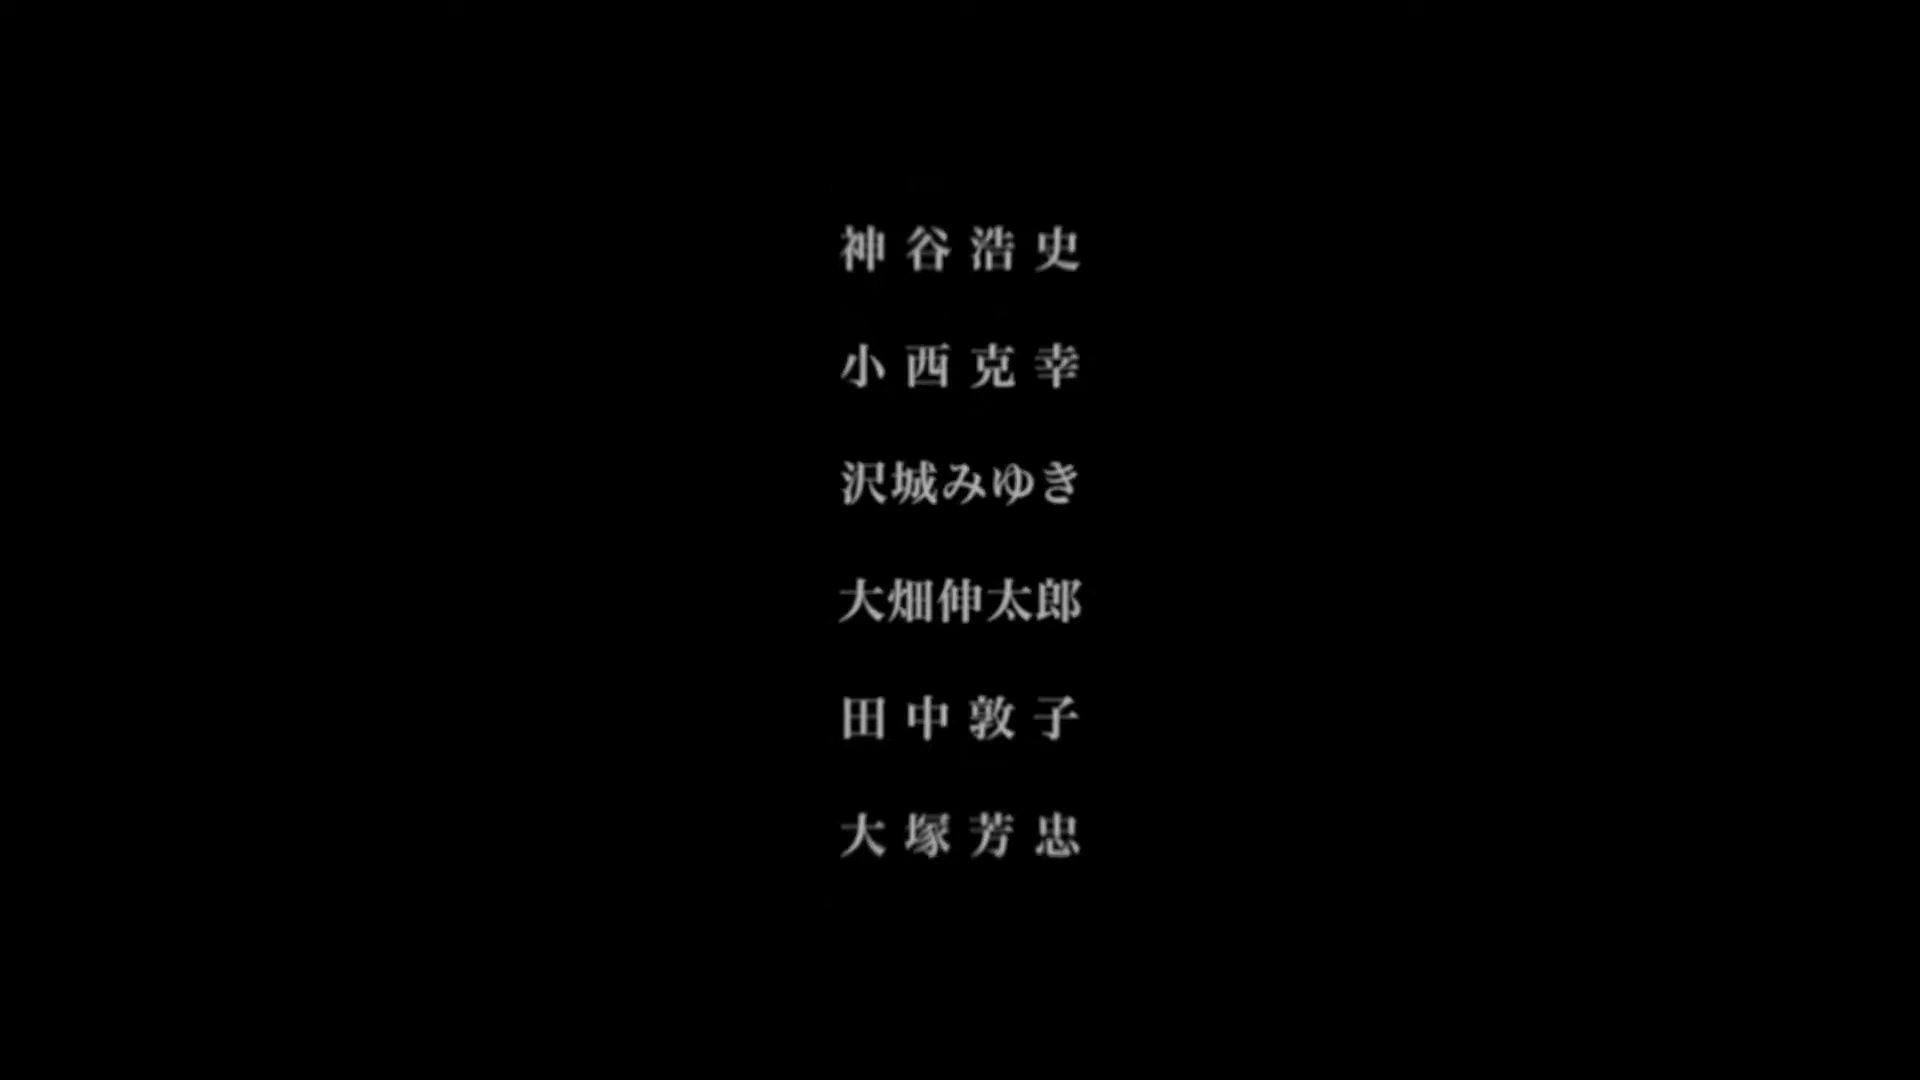 神谷浩史
小西克幸
沢城みゆき
大畑伸太郎
田中敦子
大塚芳忠